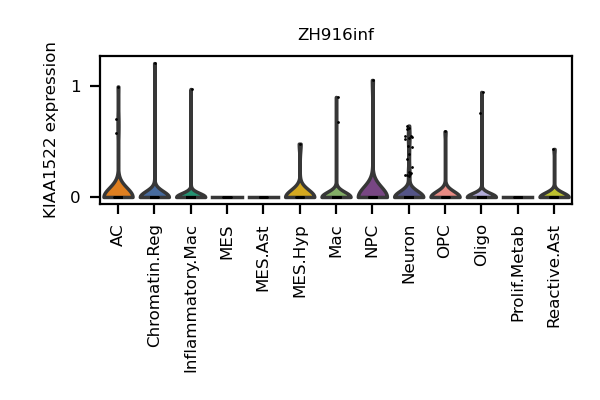 ZH916inf
KIAA1522 expression
1
0
AC
Chromatin.Reg
Inflammatory.Mac
MES
MES.Ast
MES.Hyp
Mac
NPC
Neuron
OPC
Oligo
Prolif.Metab
Reactive.Ast